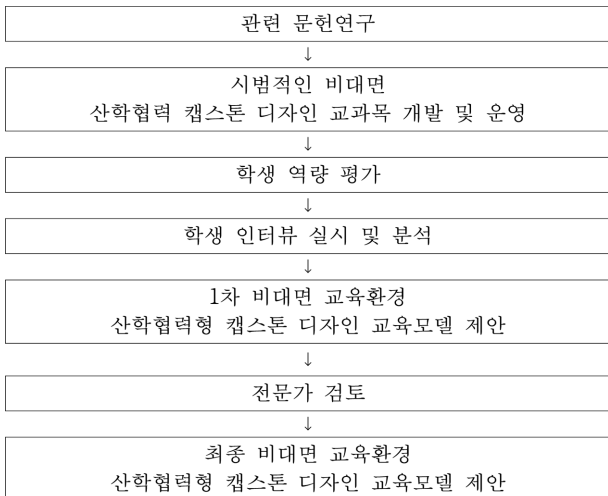 관련 문헌연구
↓
시범적인 비대면
산학협력 캡스톤 디자인 교과목 개발 및 운영
↓
학생 역량 평가
↓
학생 인터뷰 실시 및 분석
↓
1차 비대면 교육환경
산학협력형 캡스톤 디자인 교육모델 제안
↓
전문가 검토
↓
최종 비대면 교육환경
산학협력형 캡스톤 디자인 교육모델 제안